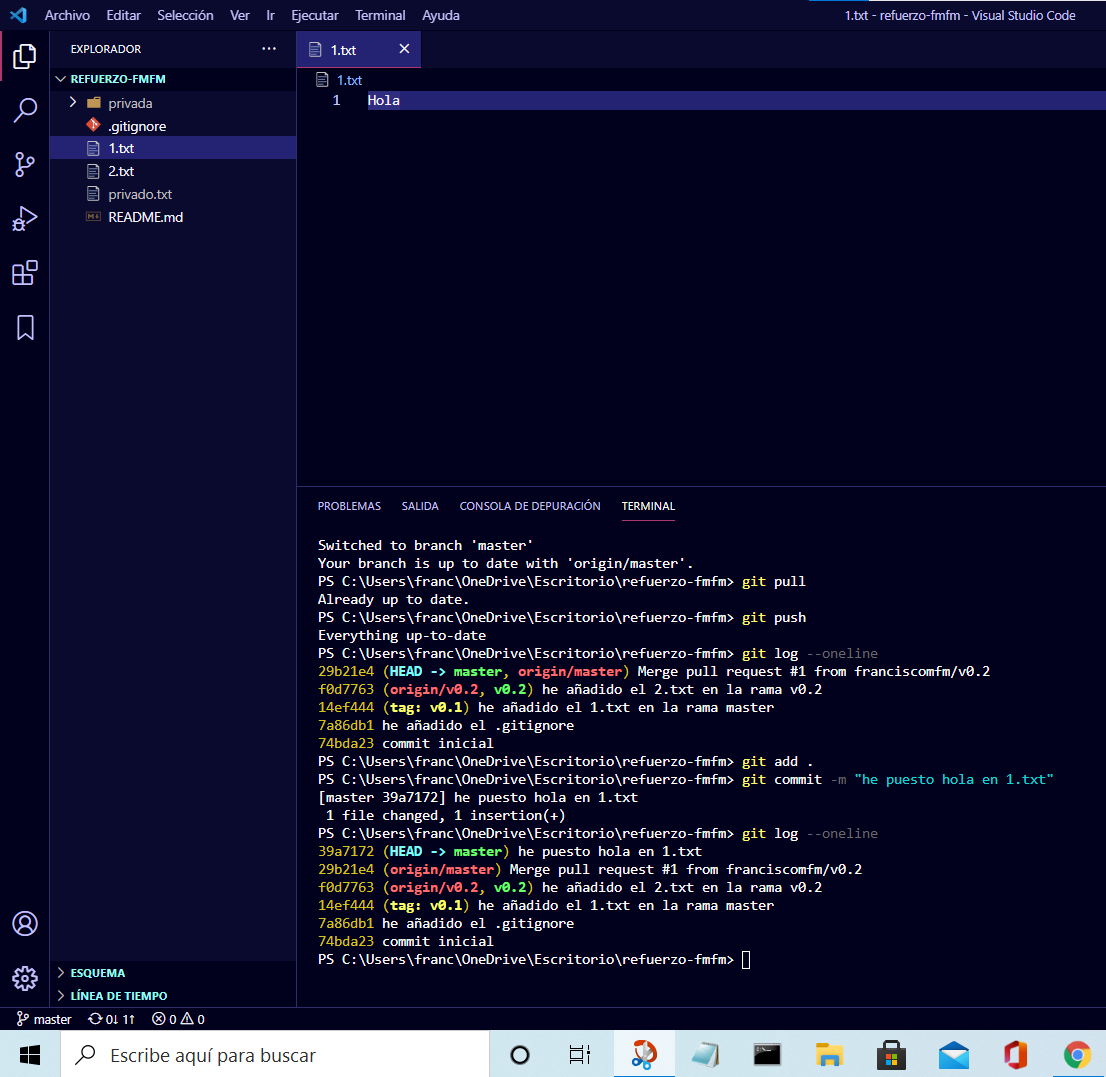 Archivo Editar Selección Ver Ir Ejecutar Terminal Ayuda 1.txt - refuerzo-fmfm - Visual Studio Code
EXPLORADOR ···
REFUERZO-FMFM
privada
.gitignore
1.txt
2.txt
privado.txt
README.md
ESQUEMA
LÍNEA DE TIEMPO
1.txt
1.txt
1 Hola
PROBLEMAS SALIDA CONSOLA DE DEPURACIÓN TERMINAL
Switched to branch 'master'
Your branch is up to date with 'origin/master'.
PS C:\Users\franc\OneDrive\Escritorio\refuerzo-fmfm> git pull
Already up to date.
PS C:\Users\franc\OneDrive\Escritorio\refuerzo-fmfm> git push
Everything up-to-date
PS C:\Users\franc\OneDrive\Escritorio\refuerzo-fmfm> git log --oneline
29b21e4 (HEAD -> master, origin/master) Merge pull request #1 from franciscomfm/v0.2
f0d7763 (origin/v0.2, v0.2) he añadido el 2.txt en la rama v0.2
14ef444 (tag: v0.1) he añadido el 1.txt en la rama master
7a86db1 he añadido el .gitignore
74bda23 commit inicial
PS C:\Users\franc\OneDrive\Escritorio\refuerzo-fmfm> git add .
PS C:\Users\franc\OneDrive\Escritorio\refuerzo-fmfm> git commit -m "he puesto hola en 1.txt"
[master 39a7172] he puesto hola en 1.txt
1 file changed, 1 insertion(+)
PS C:\Users\franc\OneDrive\Escritorio\refuerzo-fmfm> git log --oneline
39a7172 (HEAD -> master) he puesto hola en 1.txt
29b21e4 (origin/master) Merge pull request #1 from franciscomfm/v0.2
f0d7763 (origin/v0.2, v0.2) he añadido el 2.txt en la rama v0.2
14ef444 (tag: v0.1) he añadido el 1.txt en la rama master
7a86db1 he añadido el .gitignore
74bda23 commit inicial
PS C:\Users\franc\OneDrive\Escritorio\refuerzo-fmfm>
master 0↓ 1↑ 0 0
Escribe aquí para buscar